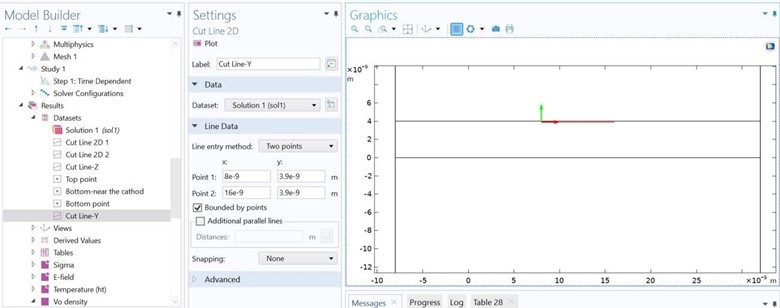 Model Builder
Multiphysics
Mesh 1
Study 1
Step 1: Time Dependent
Solver Configurations
Results
Datasets
Solution 1 (sol1)
Cut Line 2D 1
Cut Line 2D 2
Cut Line-Z
Top point
Bottom-near the cathod
Bottom point
Cut Line-Y
Views
Derived Values
Tables
Sigma
E-field
Temperature (ht)
Vo density
Settings
Cut Line 2D
Plot
Label: Cut Line-Y
Data
Dataset: Solution 1 (sol1)
Line Data
Line entry method: Two points
x: y:
Point 1: 8e-9 3.9e-9 m
Point 2: 16e-9 3.9e-9 m
Bounded by points
Additional parallel lines
Distances: m
Snapping: None
Advanced
Graphics
×10⁻⁹
m
6
4
2
0
-2
-4
-6
-8
-10
-12
-10 -5 0 5 10 15 20 25 ×10⁻⁹ m
Messages Progress Log Table 28